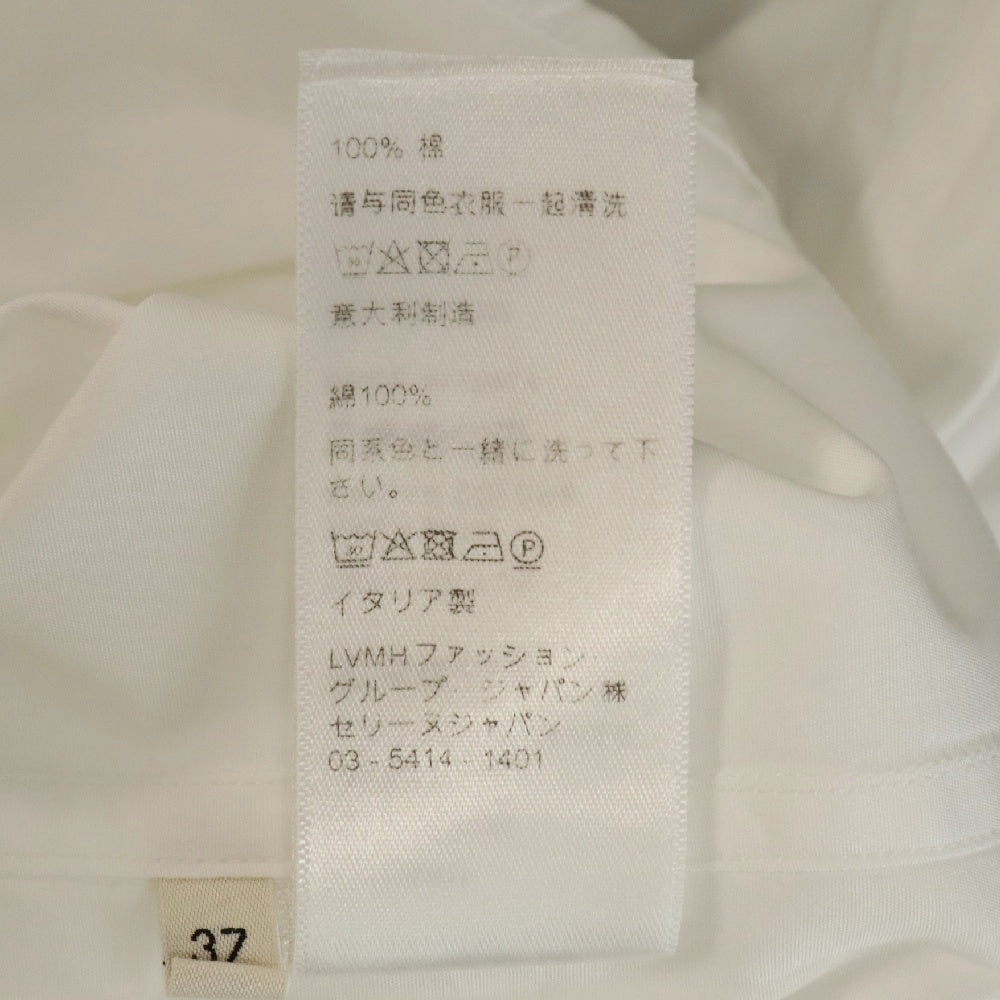 100% 棉
请与同色衣服一起清洗
30 P
意大利制造
綿100%
同系色と一緒に洗って下
さい。
30 P
イタリア製
LVMHファッション・
グループ・ジャパン 株
セリーヌジャパン
03 - 5414 - 1401
37